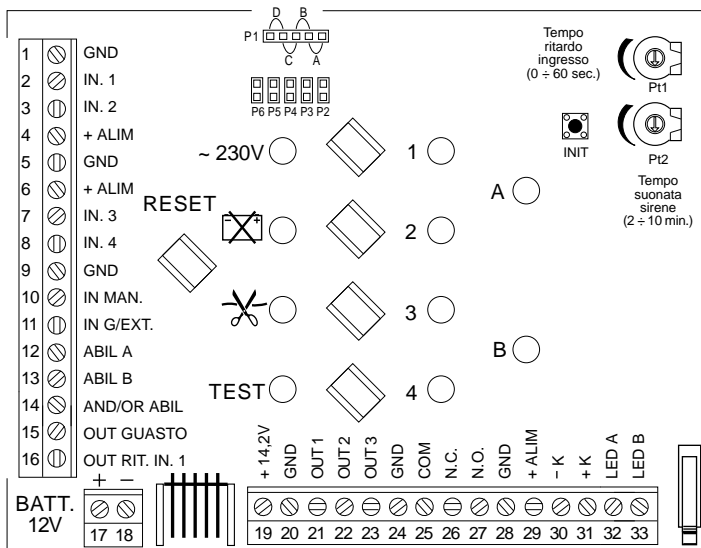 D B
P1
C A
P6 P5 P4 P3 P2
Tempo
ritardo
ingresso
(0 ÷ 60 sec.)
Pt1
INIT
Pt2
Tempo
suonata
sirene
(2 ÷ 10 min.)
1 GND
2 IN. 1
3 IN. 2
4 + ALIM
5 GND
6 + ALIM
7 IN. 3
8 IN. 4
9 GND
10 IN MAN.
11 IN G/EXT.
12 ABIL A
13 ABIL B
14 AND/OR ABIL
15 OUT GUASTO
16 OUT RIT. IN. 1
~ 230V
RESET
- +
TEST
1
2
3
4
A
B
BATT.
12V
+ −
17 18
+ 14,2V
GND
OUT 1
OUT 2
OUT 3
GND
COM
N.C.
N.O.
GND
+ ALIM
− K
+ K
LED A
LED B
19 20 21 22 23 24 25 26 27 28 29 30 31 32 33